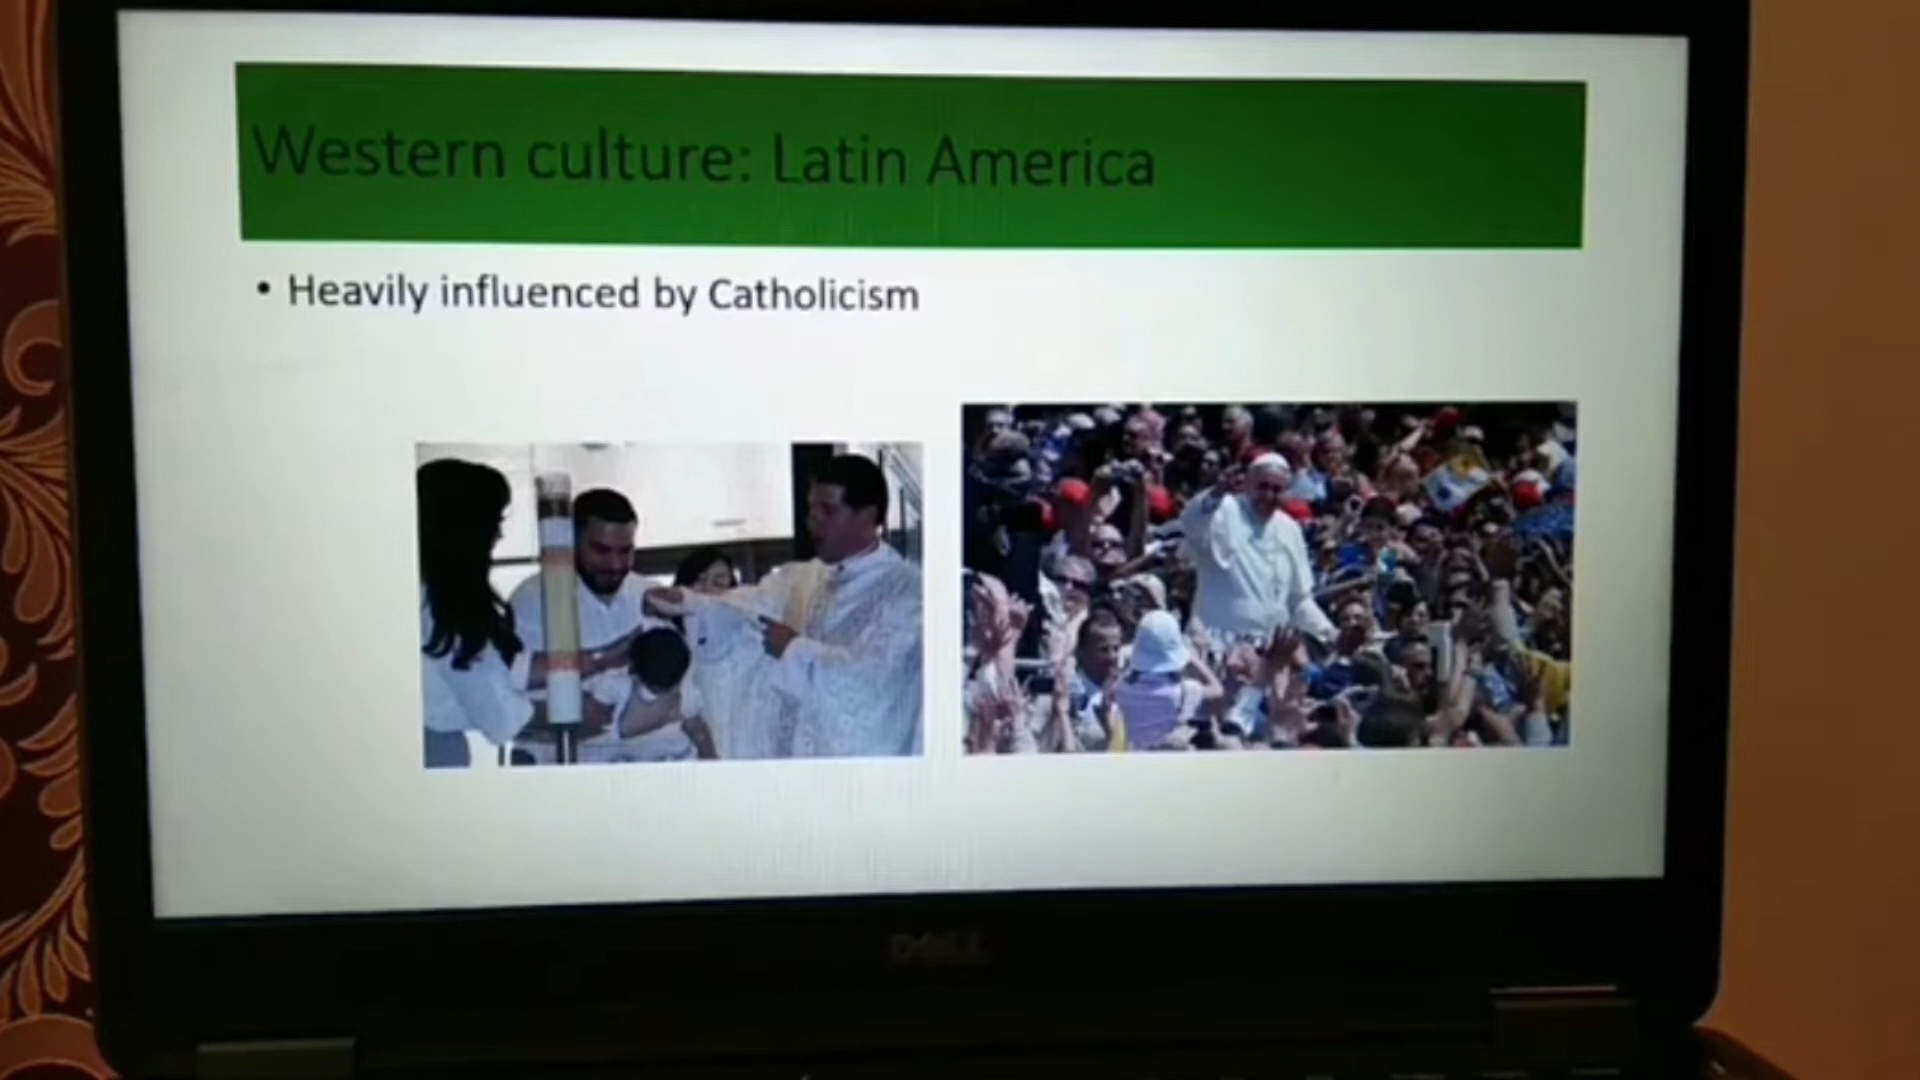 Western culture: Latin America
• Heavily influenced by Catholicism
DELL